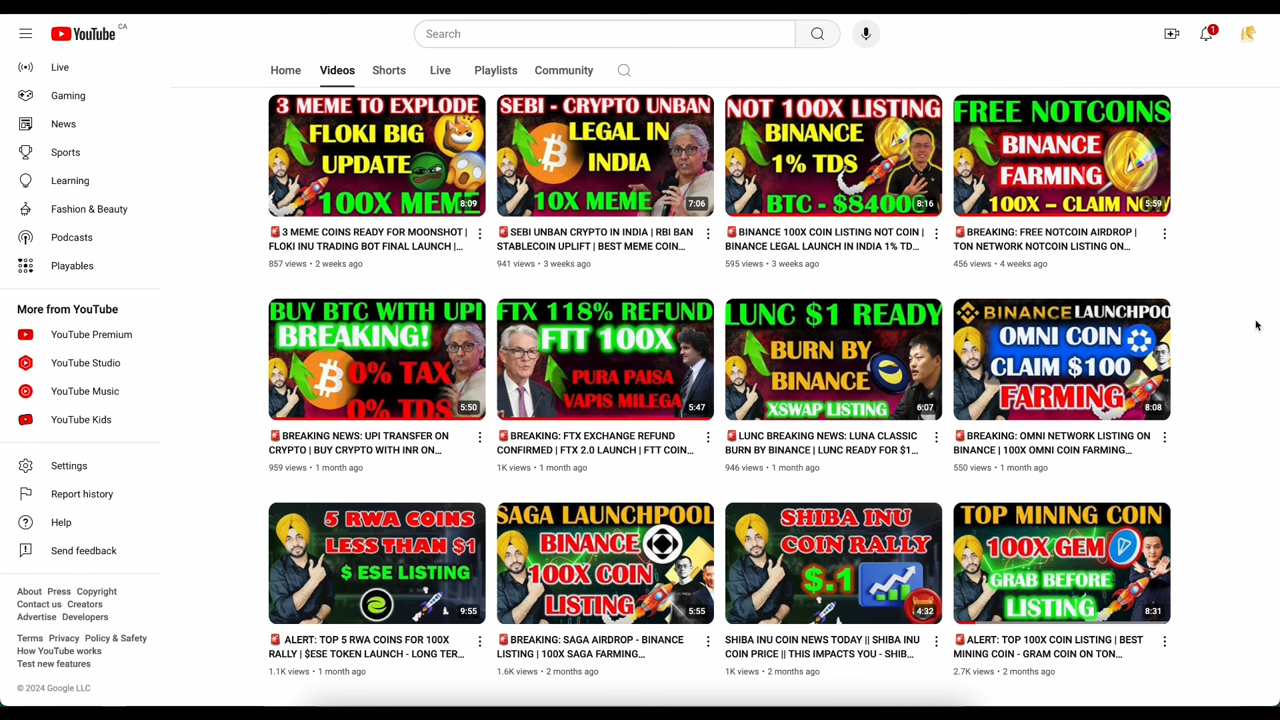 YouTube CA
Search
1
Live
Gaming
News
Sports
Learning
Fashion & Beauty
Podcasts
Playables
More from YouTube
YouTube Premium
YouTube Studio
YouTube Music
YouTube Kids
Settings
Report history
Help
Send feedback
About Press Copyright
Contact us Creators
Advertise Developers
Terms Privacy Policy & Safety
How YouTube works
Test new features
© 2024 Google LLC
Home Videos Shorts Live Playlists Community
3 MEME TO EXPLODE
FLOKI BIG
UPDATE
100X MEME
8:09
🚨3 MEME COINS READY FOR MOONSHOT |
FLOKI INU TRADING BOT FINAL LAUNCH |...
857 views • 2 weeks ago
SEBI - CRYPTO UNBAN
LEGAL IN
INDIA
10X MEME
7:06
🚨SEBI UNBAN CRYPTO IN INDIA | RBI BAN
STABLECOIN UPLIFT | BEST MEME COIN...
941 views • 3 weeks ago
NOT 100X LISTING
BINANCE
1% TDS
BTC - $84000
8:16
🚨BINANCE 100X COIN LISTING NOT COIN |
BINANCE LEGAL LAUNCH IN INDIA 1% TD...
595 views • 3 weeks ago
FREE NOTCOINS
BINANCE
FARMING
100X – CLAIM NOW
5:59
🚨BREAKING: FREE NOTCOIN AIRDROP |
TON NETWORK NOTCOIN LISTING ON...
456 views • 4 weeks ago
BUY BTC WITH UPI
BREAKING!
0% TAX
0% TDS
5:50
🚨BREAKING NEWS: UPI TRANSFER ON
CRYPTO | BUY CRYPTO WITH INR ON...
959 views • 1 month ago
FTX 118% REFUND
FTT 100X
PURA PAISA
VAPIS MILEGA
5:47
🚨BREAKING: FTX EXCHANGE REFUND
CONFIRMED | FTX 2.0 LAUNCH | FTT COIN...
1K views • 1 month ago
LUNC $1 READY
BURN BY
BINANCE
XSWAP LISTING
6:07
🚨LUNC BREAKING NEWS: LUNA CLASSIC
BURN BY BINANCE | LUNC READY FOR $1...
946 views • 1 month ago
BINANCE LAUNCHPOO
OMNI COIN
CLAIM $100
FARMING
8:08
🚨BREAKING: OMNI NETWORK LISTING ON
BINANCE | 100X OMNI COIN FARMING...
550 views • 1 month ago
5 RWA COINS
LESS THAN $1
$ ESE LISTING
9:55
🚨 ALERT: TOP 5 RWA COINS FOR 100X
RALLY | $ESE TOKEN LAUNCH - LONG TER...
1.1K views • 1 month ago
SAGA LAUNCHPOOL
BINANCE
100X COIN
LISTING
5:55
🚨BREAKING: SAGA AIRDROP - BINANCE
LISTING | 100X SAGA FARMING...
1.6K views • 2 months ago
SHIBA INU
COIN RALLY
$.1
4:32
SHIBA INU COIN NEWS TODAY || SHIBA INU
COIN PRICE || THIS IMPACTS YOU - SHIB...
1K views • 2 months ago
TOP MINING COIN
100X GEM
GRAB BEFORE
LISTING
8:31
🚨ALERT: TOP 100X COIN LISTING | BEST
MINING COIN - GRAM COIN ON TON...
2.7K views • 2 months ago